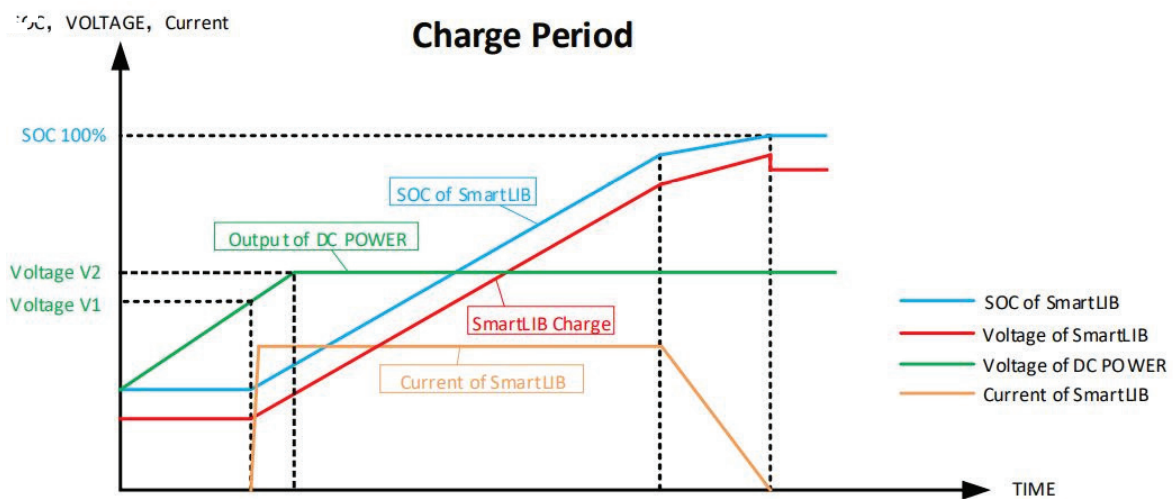 VOLTAGE, Current
Charge Period
SOC 100%
SOC of SmartLIB
Output of DC POWER
Voltage V2
Voltage V1
SmartLIB Charge
Current of SmartLIB
SOC of SmartLIB
Voltage of SmartLIB
Voltage of DC POWER
Current of SmartLIB
TIME